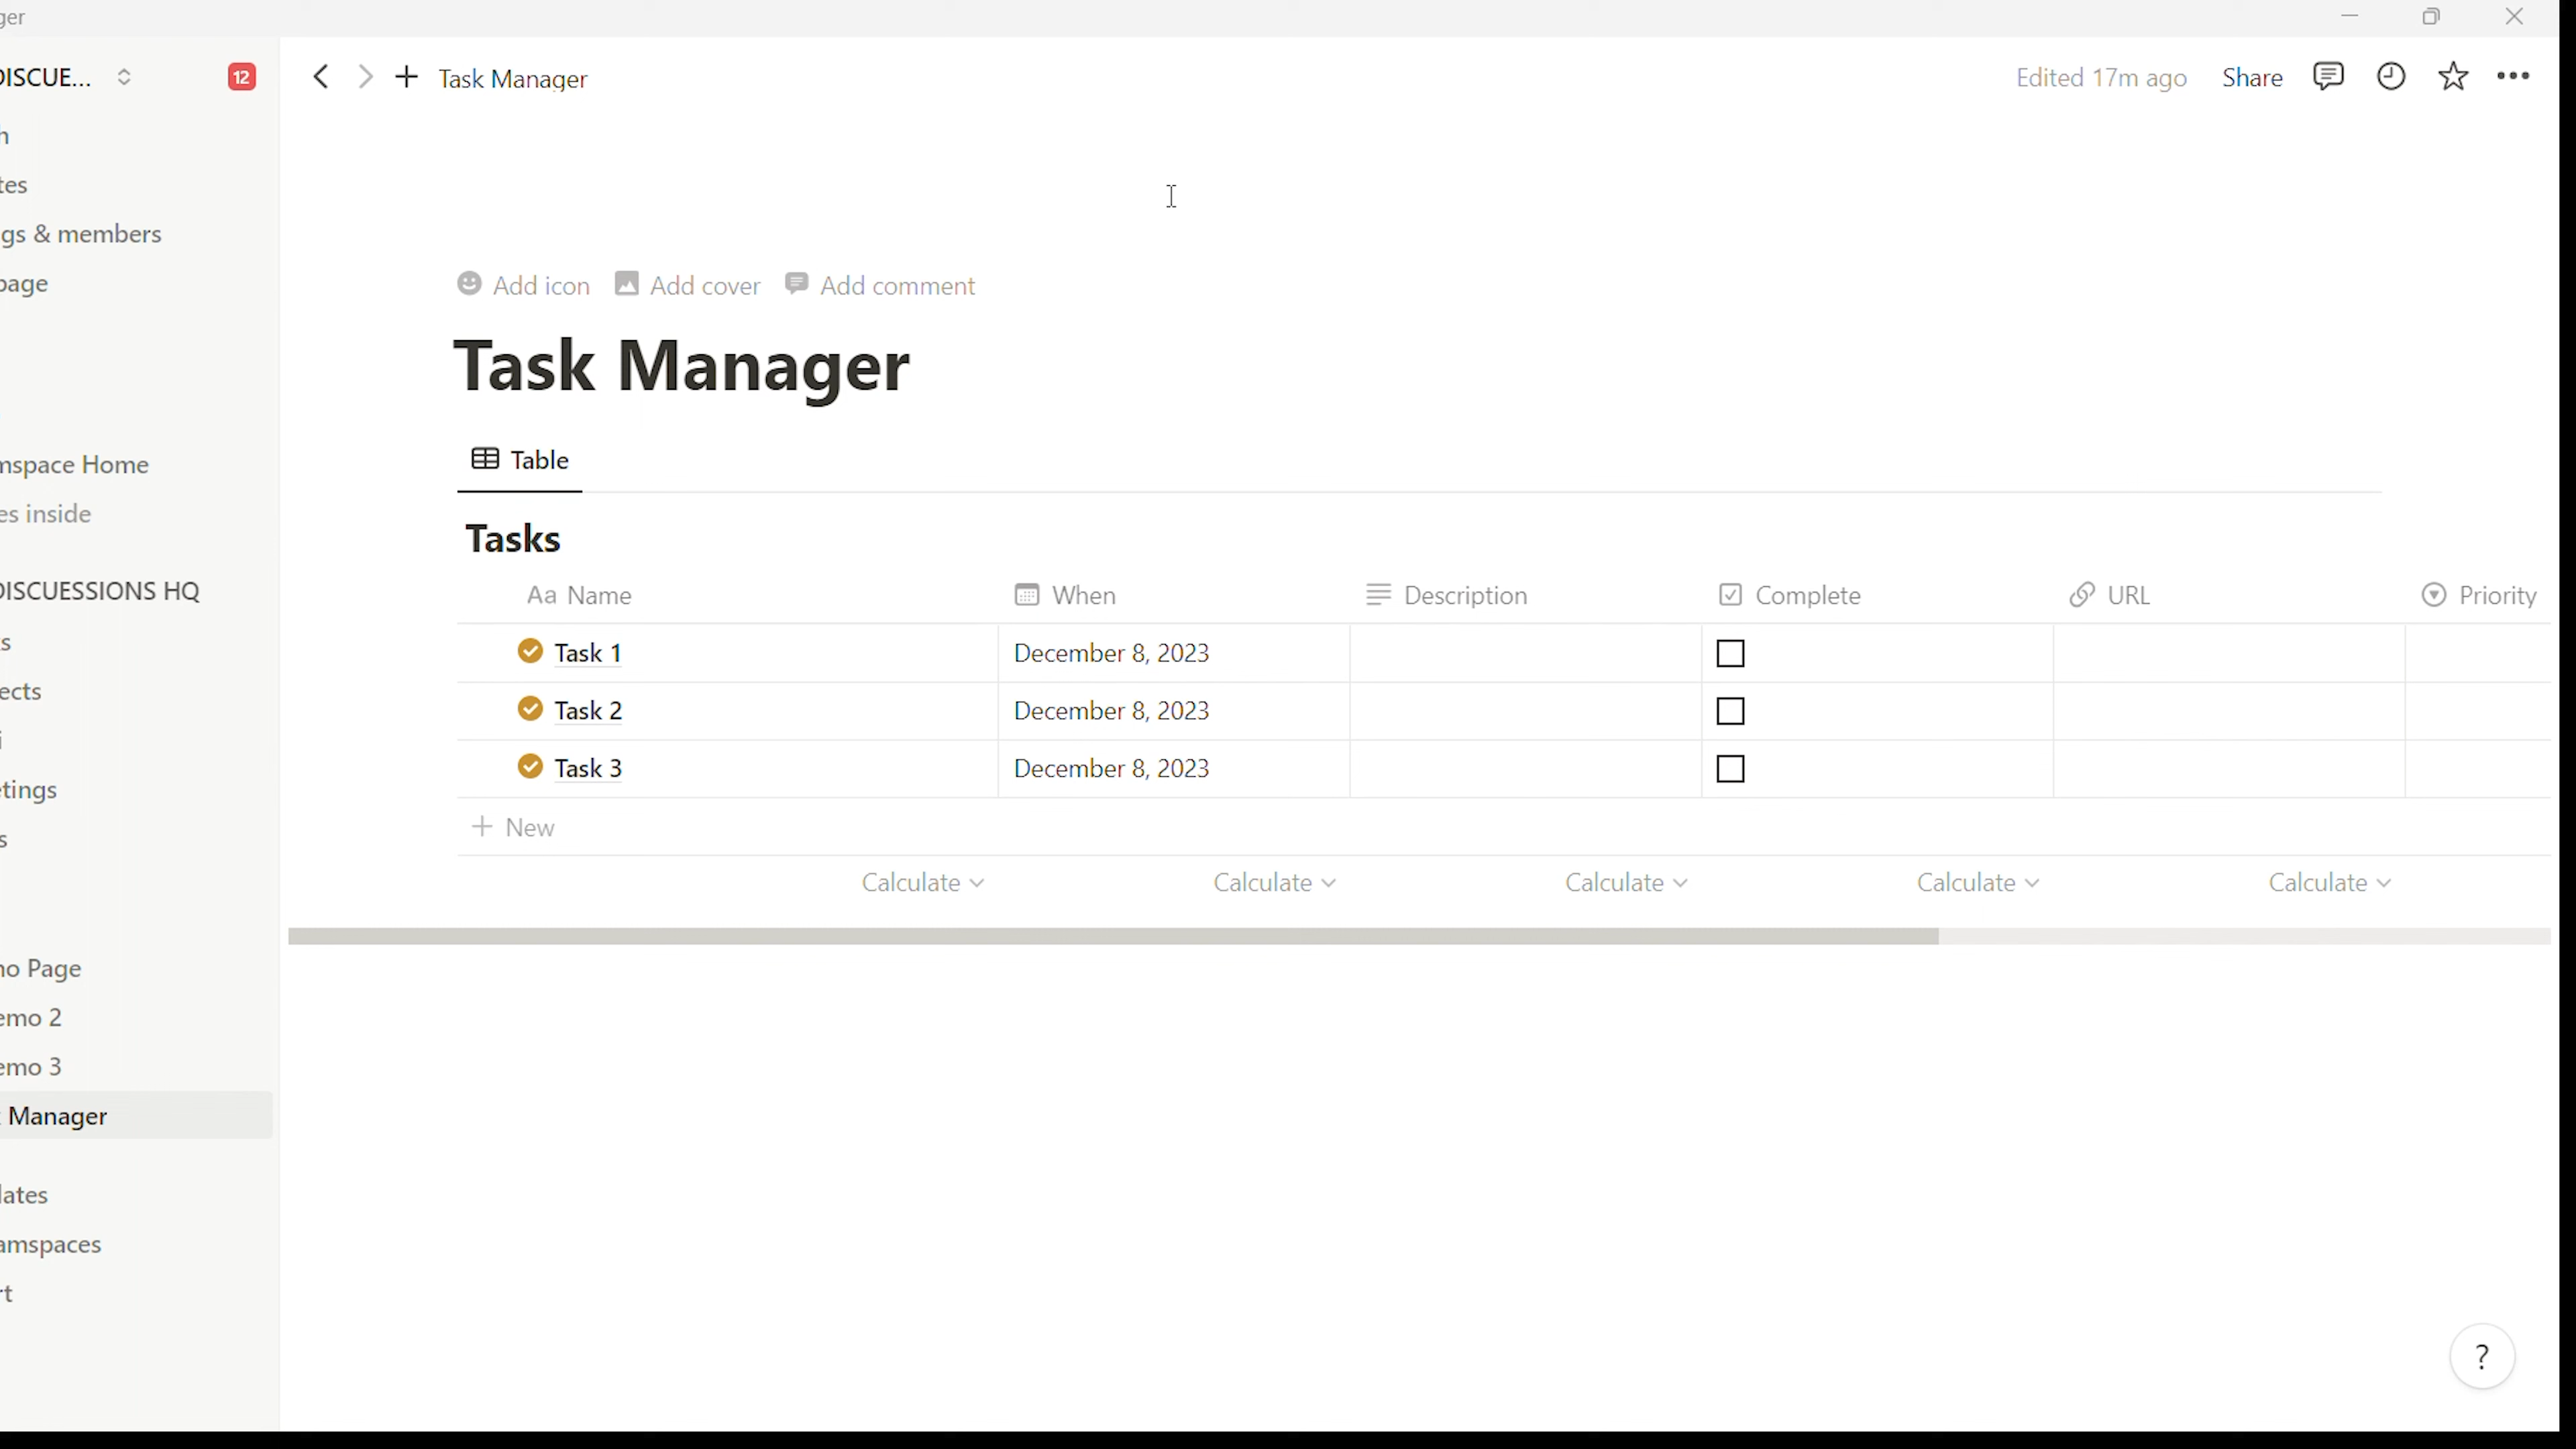 ger
DISCUE...
12
Task Manager
Edited 17m ago
Share
h
tes
gs & members
page
Add icon
Add cover
Add comment
Task Manager
Table
mspace Home
es inside
Tasks
DISCUESSIONS HQ
Aa Name
When
Description
Complete
URL
Priority
s
Task 1
December 8, 2023
ects
Task 2
December 8, 2023
i
Task 3
December 8, 2023
etings
+ New
s
Calculate
Calculate
Calculate
Calculate
Calculate
no Page
emo 2
emo 3
Manager
lates
amspaces
rt
?